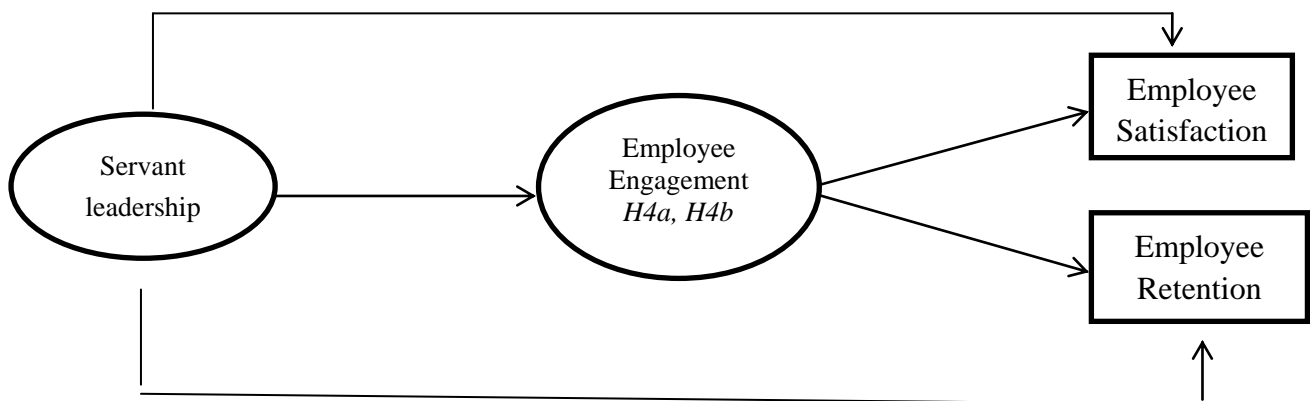 Servant
leadership
Employee
Engagement
H4a, H4b
Employee
Satisfaction
Employee
Retention